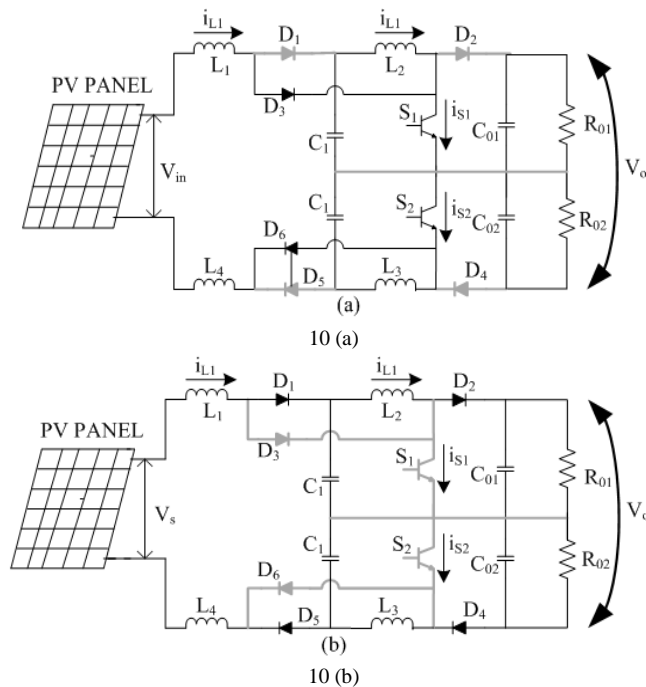 i_L1
i_L1
D1
D2
L1
L2
PV PANEL
D3
S1
i_S1
C01
R01
C1
V_in
V_o
C1
S2
i_S2
C02
R02
D6
L4
D5
L3
D4
(a)
10 (a)
i_L1
i_L1
D1
D2
L1
L2
PV PANEL
D3
S1
i_S1
C01
R01
C1
V_s
C1
S2
i_S2
C02
R02
D6
L4
D5
L3
D4
(b)
10 (b)